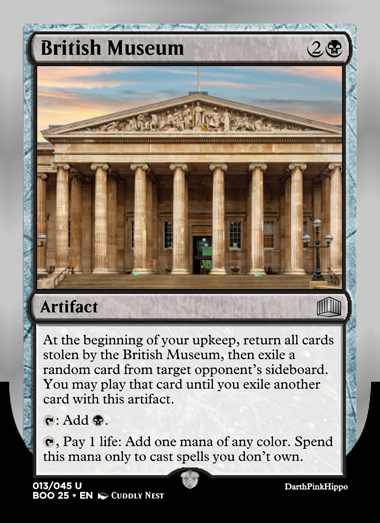 British Museum 2
Artifact
At the beginning of your upkeep, return all cards
stolen by the British Museum, then exile a
random card from target opponent's sideboard.
You may play that card until you exile another
card with this artifact.
: Add .
, Pay 1 life: Add one mana of any color. Spend
this mana only to cast spells you don't own.
013/045 U
BOO 25 • EN CUDDLY NEST
DarthPinkHippo